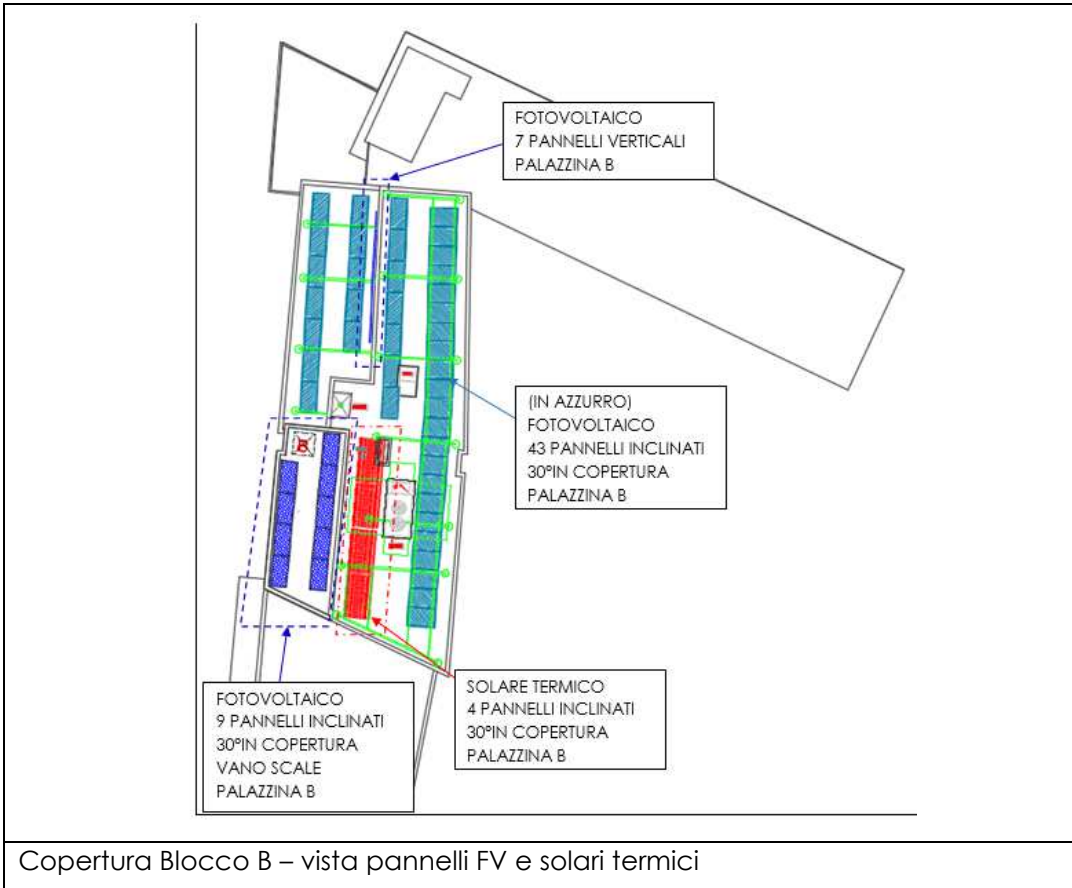 FOTOVOLTAICO
7 PANNELLI VERTICALI
PALAZZINA B
(IN AZZURRO)
FOTOVOLTAICO
43 PANNELLI INCLINATI
30°IN COPERTURA
PALAZZINA B
B
FOTOVOLTAICO
9 PANNELLI INCLINATI
30°IN COPERTURA
VANO SCALE
PALAZZINA B
SOLARE TERMICO
4 PANNELLI INCLINATI
30°IN COPERTURA
PALAZZINA B
Copertura Blocco B – vista pannelli FV e solari termici